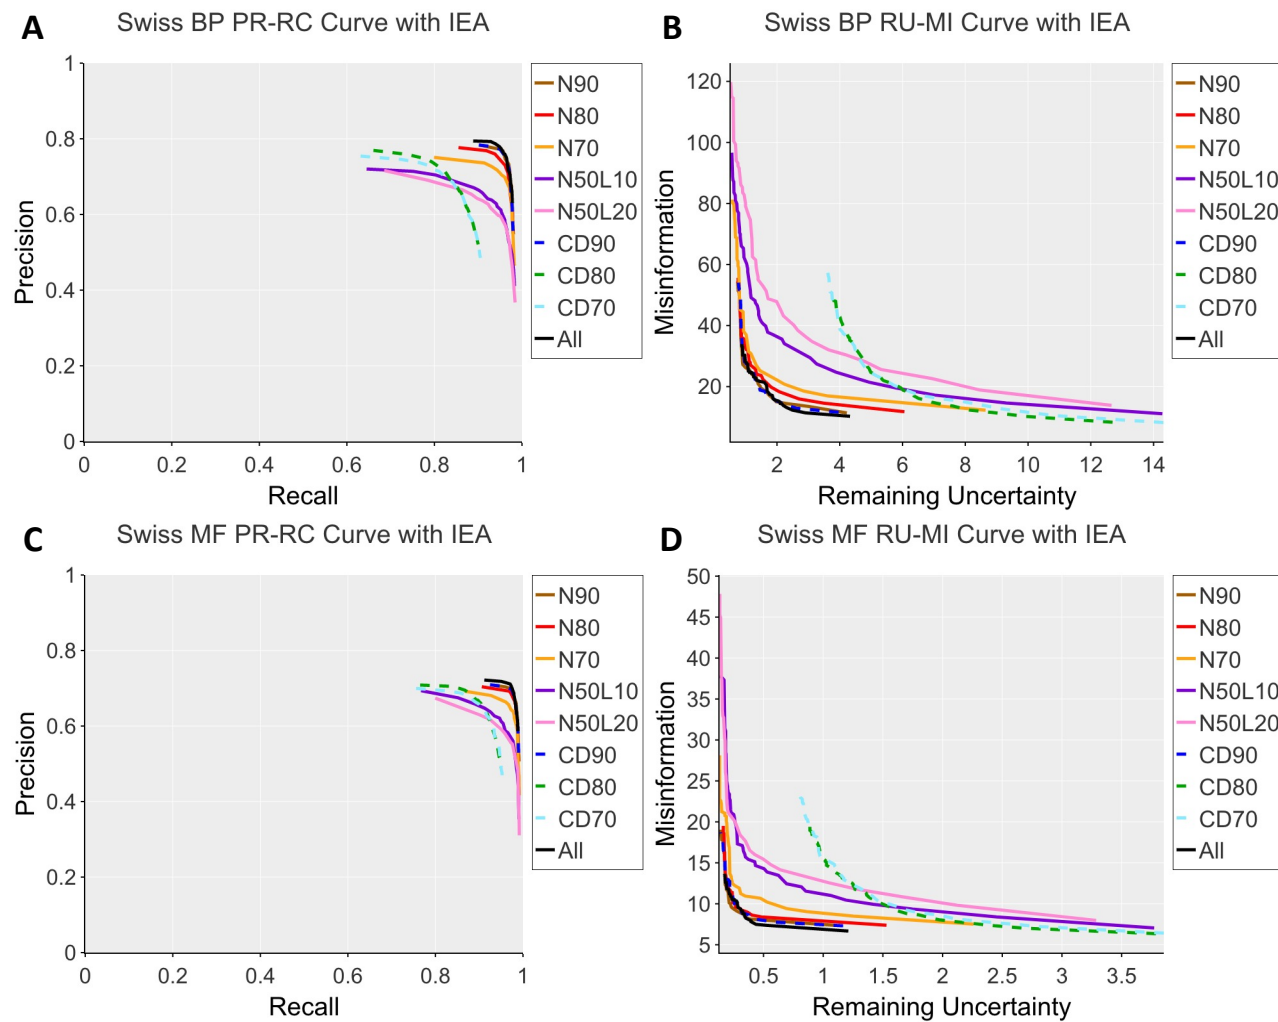 A
Swiss BP PR-RC Curve with IEA
1
0.8
0.6
0.4
0.2
0
0
0.2
0.4
0.6
0.8
1
Precision
Recall
N90
N80
N70
N50L10
N50L20
CD90
CD80
CD70
All
B
Swiss BP RU-MI Curve with IEA
120
100
80
60
40
20
2
4
6
8
10
12
14
Misinformation
Remaining Uncertainty
N90
N80
N70
N50L10
N50L20
CD90
CD80
CD70
All
C
Swiss MF PR-RC Curve with IEA
1
0.8
0.6
0.4
0.2
0
0
0.2
0.4
0.6
0.8
1
Precision
Recall
N90
N80
N70
N50L10
N50L20
CD90
CD80
CD70
All
D
Swiss MF RU-MI Curve with IEA
50
45
40
35
30
25
20
15
10
5
0.5
1
1.5
2
2.5
3
3.5
Misinformation
Remaining Uncertainty
N90
N80
N70
N50L10
N50L20
CD90
CD80
CD70
All